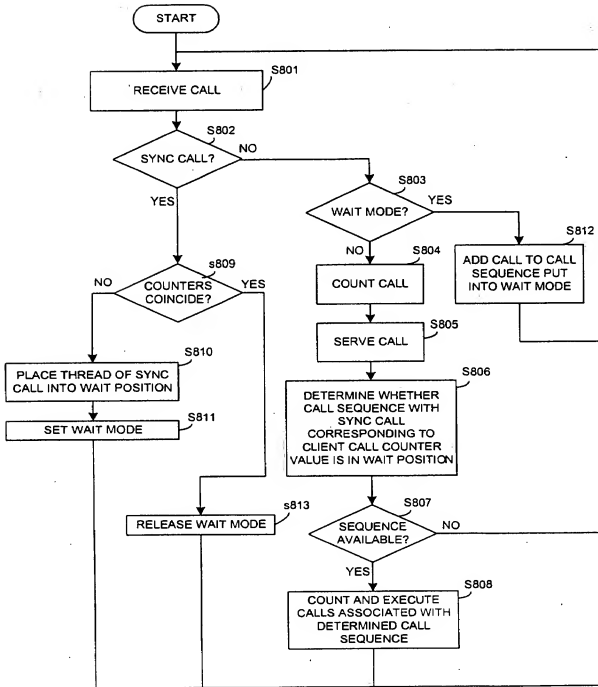 START
S801
RECEIVE CALL
S802
SYNC CALL?
NO
YES
S803
WAIT MODE?
YES
NO
S804
COUNT CALL
S812
ADD CALL TO CALL
SEQUENCE PUT
INTO WAIT MODE
s809
COUNTERS
COINCIDE?
NO
YES
S805
SERVE CALL
S810
PLACE THREAD OF SYNC
CALL INTO WAIT POSITION
S811
SET WAIT MODE
S806
DETERMINE WHETHER
CALL SEQUENCE WITH
SYNC CALL
CORRESPONDING TO
CLIENT CALL COUNTER
VALUE IS IN WAIT POSITION
s813
RELEASE WAIT MODE
S807
SEQUENCE
AVAILABLE?
NO
YES
S808
COUNT AND EXECUTE
CALLS ASSOCIATED WITH
DETERMINED CALL
SEQUENCE